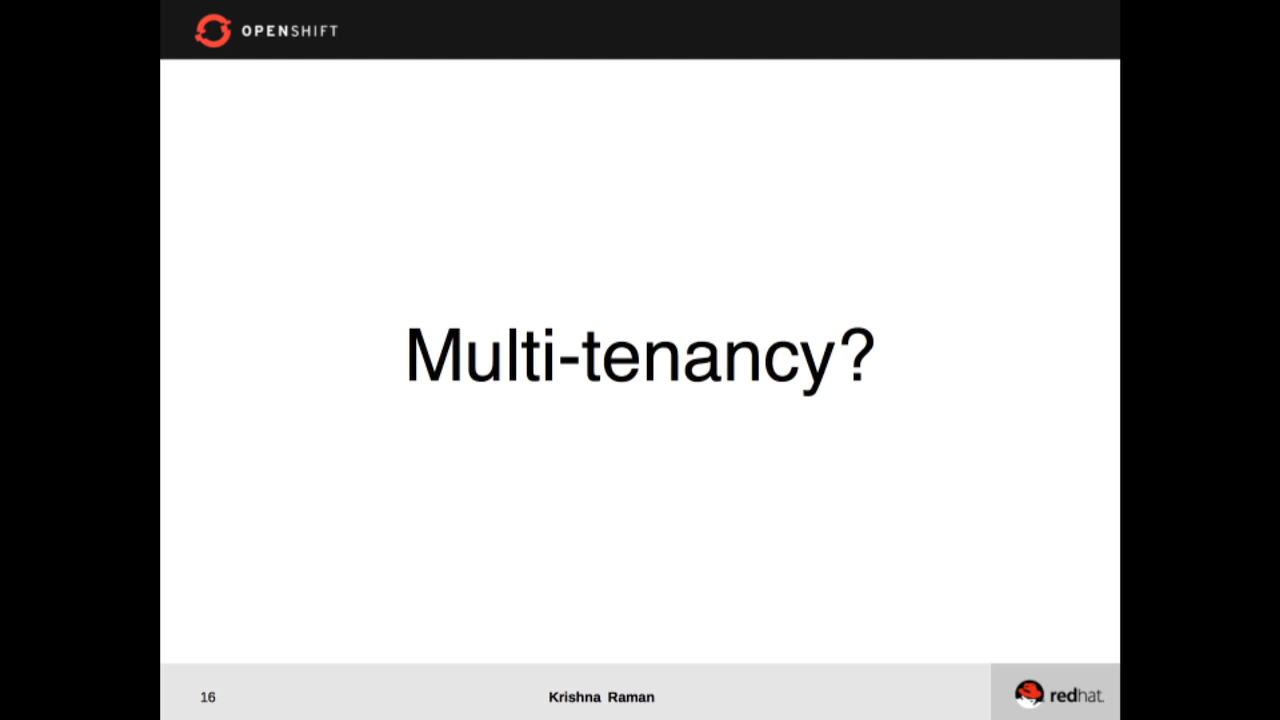 OPENSHIFT
Multi-tenancy?
16
Krishna Raman
redhat.